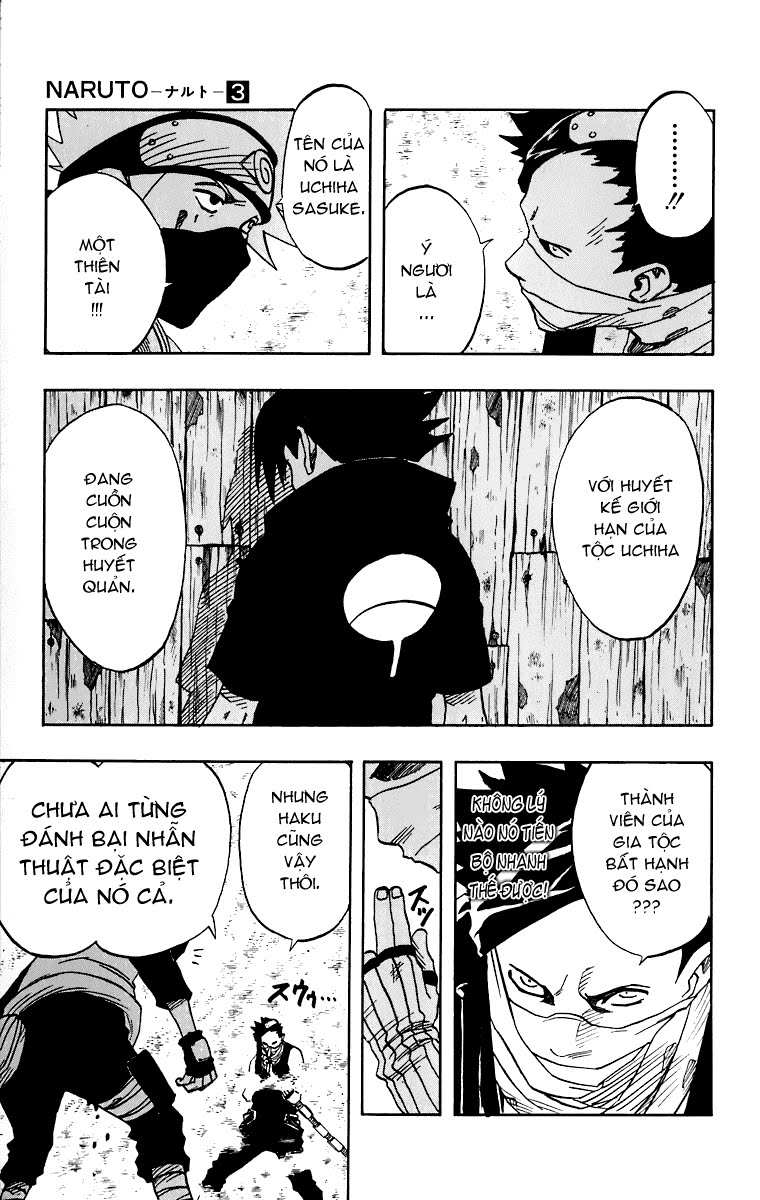 NARUTO—ナルト—3
........!!
Ý
NGƯƠI
LÀ
...
TÊN CỦA
NÓ LÀ
UCHIHA
SASUKE.
MỘT
THIÊN
TÀI
!!!
VỚI HUYẾT
KẾ GIỚI
HẠN CỦA
TỘC UCHIHA
ĐANG
CUỒN
CUỘN
TRONG
HUYẾT
QUẢN.
THÀNH
VIÊN CỦA
GIA TỘC
BẤT HẠNH
ĐÓ SAO
???
KHÔNG LÝ
NÀO NÓ TIẾN
BỘ NHANH
THẾ ĐƯỢC!
スッ
NHƯNG
HAKU
CŨNG
VẬY
THÔI.
CHƯA AI TỪNG
ĐÁNH BẠI NHẪN
THUẬT ĐẶC BIỆT
CỦA NÓ CẢ.
スウゥ...